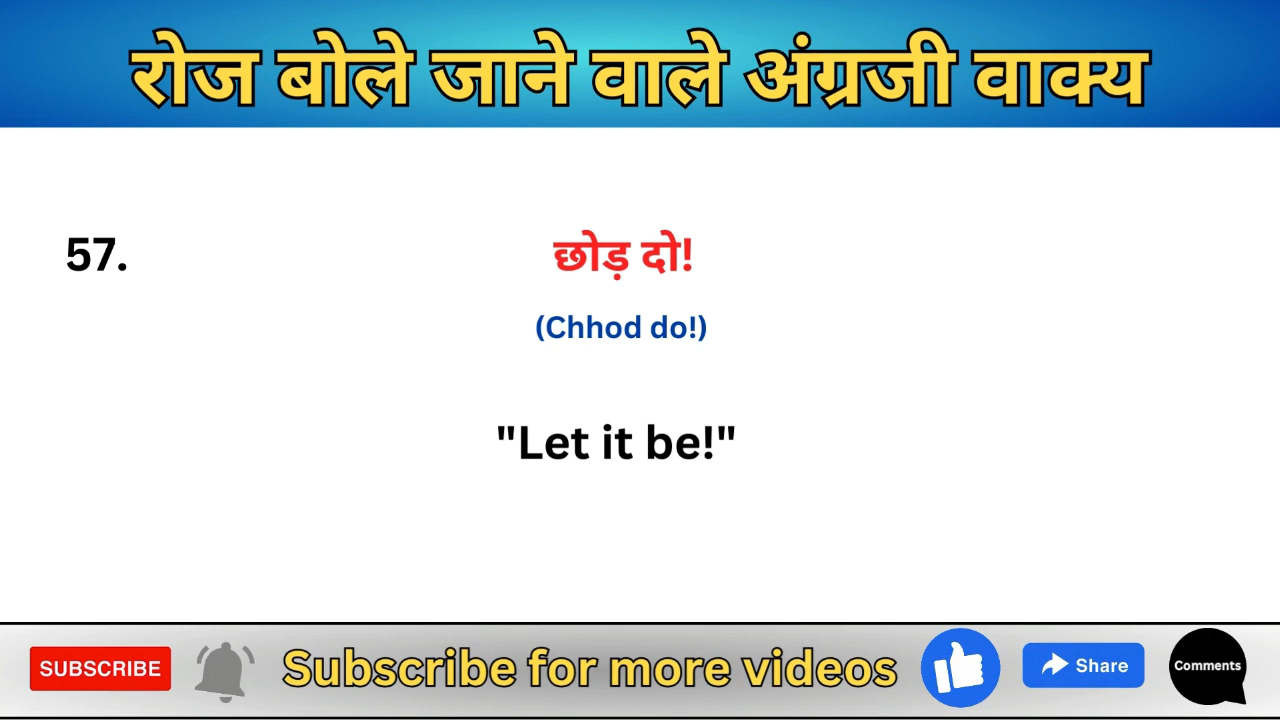 रोज बोले जाने वाले अंग्रजी वाक्य
57.
छोड़ दो!
(Chhod do!)
"Let it be!"
SUBSCRIBE
Subscribe for more videos
Share
Comments